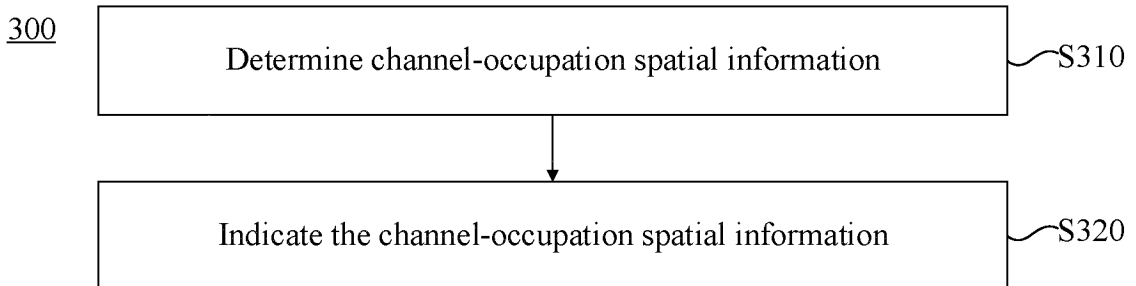 300
Determine channel-occupation spatial information
S310
Indicate the channel-occupation spatial information
S320